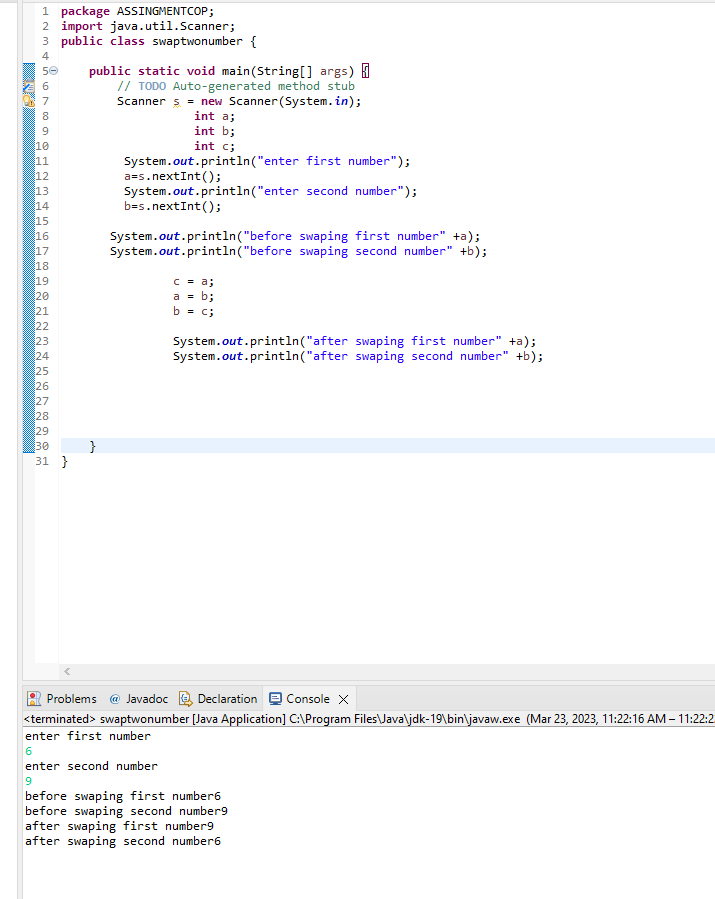 1 package ASSINGMENTCOP;
2 import java.util.Scanner;
3 public class swaptwonumber {
4
5 public static void main(String[] args) {
6 // TODO Auto-generated method stub
7 Scanner s = new Scanner(System.in);
8 int a;
9 int b;
10 int c;
11 System.out.println("enter first number");
12 a=s.nextInt();
13 System.out.println("enter second number");
14 b=s.nextInt();
15
16 System.out.println("before swaping first number" +a);
17 System.out.println("before swaping second number" +b);
18
19 c = a;
20 a = b;
21 b = c;
22
23 System.out.println("after swaping first number" +a);
24 System.out.println("after swaping second number" +b);
25
26
27
28
29
30 }
31 }
Problems @ Javadoc Declaration Console
<terminated> swaptwonumber [Java Application] C:\Program Files\Java\jdk-19\bin\javaw.exe (Mar 23, 2023, 11:22:16 AM – 11:22:2
enter first number
6
enter second number
9
before swaping first number6
before swaping second number9
after swaping first number9
after swaping second number6